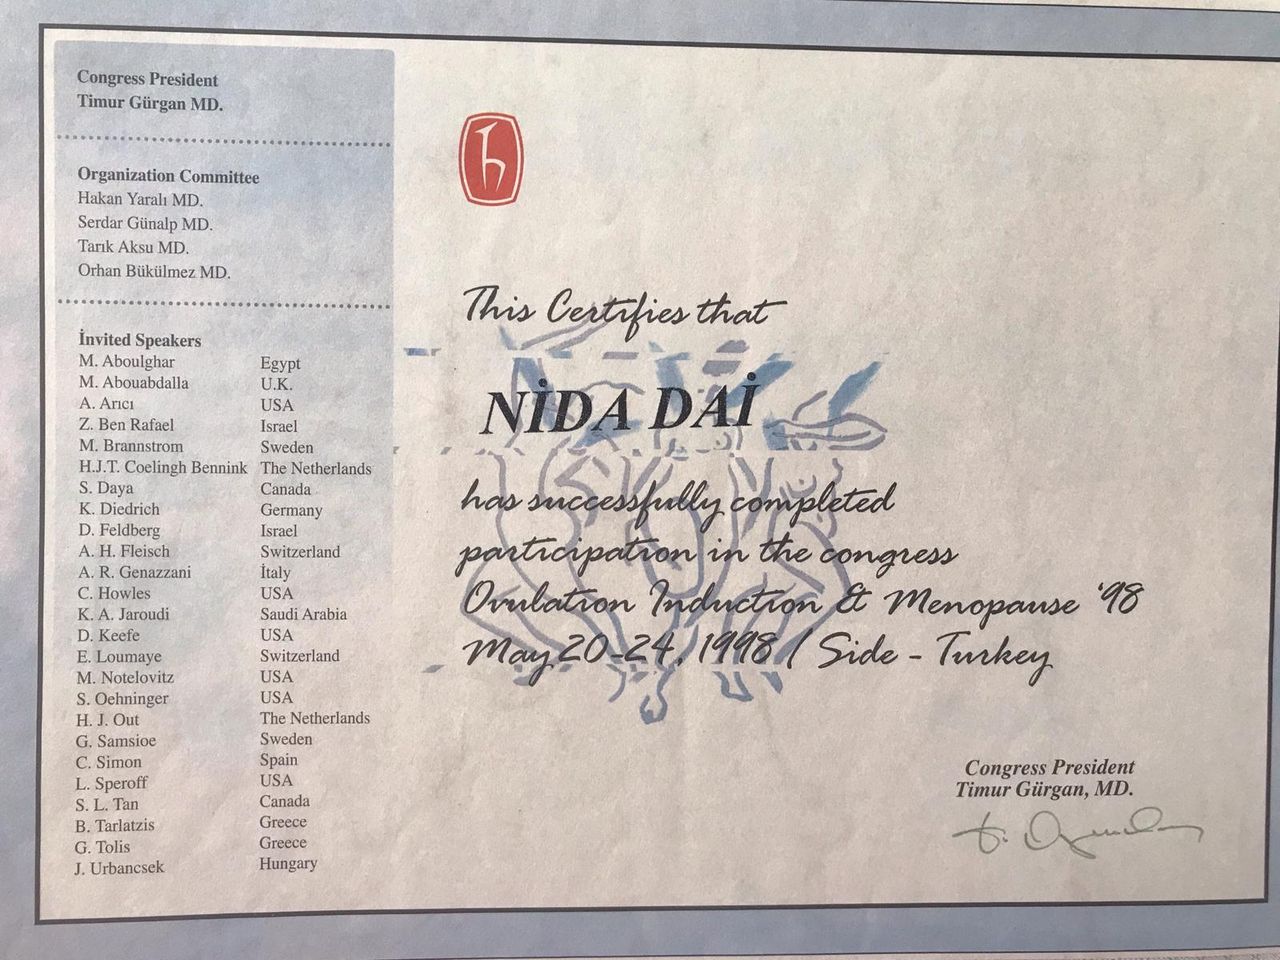 Congress President
Timur Gürgan MD.
Organization Committee
Hakan Yaralı MD.
Serdar Günalp MD.
Tarık Aksu MD.
Orhan Bükülmez MD.
İnvited Speakers
M. Aboulghar Egypt
M. Abouabdalla U.K.
A. Arıcı USA
Z. Ben Rafael Israel
M. Brannstrom Sweden
H.J.T. Coelingh Bennink The Netherlands
S. Daya Canada
K. Diedrich Germany
D. Feldberg Israel
A. H. Fleisch Switzerland
A. R. Genazzani İtaly
C. Howles USA
K. A. Jaroudi Saudi Arabia
D. Keefe USA
E. Loumaye Switzerland
M. Notelovitz USA
S. Oehninger USA
H. J. Out The Netherlands
G. Samsioe Sweden
C. Simon Spain
L. Speroff USA
S. L. Tan Canada
B. Tarlatzis Greece
G. Tolis Greece
J. Urbancsek Hungary
h
This Certifies that
NİDA DAİ
has successfully completed
participation in the congress
Ovulation Induction & Menopause '98
May 20-24, 1998 / Side - Turkey
Congress President
Timur Gürgan, MD.